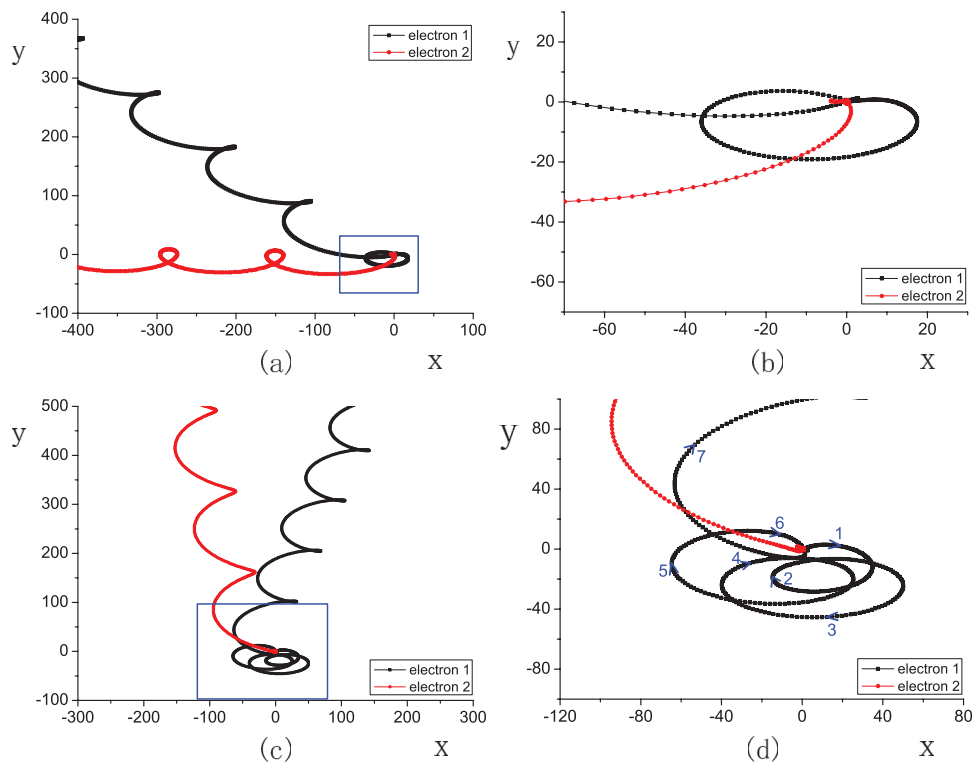 400
300
200
100
0
-100
y
electron 1
electron 2
-400 -300 -200 -100 0 100
(a) x
20
0
-20
-40
-60
y
electron 1
electron 2
-60 -40 -20 0 20
(b) x
500
400
300
200
100
0
-100
y
electron 1
electron 2
-300 -200 -100 0 100 200 300
(c) x
80
40
0
-40
-80
y
7
6
1
4
5
2
3
electron 1
electron 2
-120 -80 -40 0 40 80
(d) x